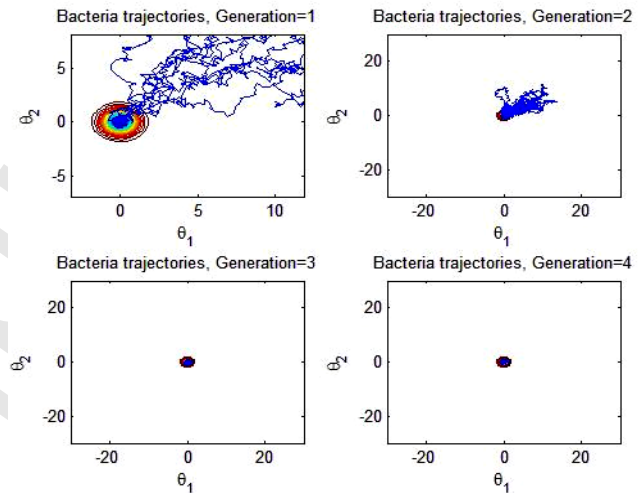 Bacteria trajectories, Generation=1
5
0
-5
θ2
0
5
10
θ1
Bacteria trajectories, Generation=2
20
0
-20
θ2
-20
0
20
θ1
Bacteria trajectories, Generation=3
20
0
-20
θ2
-20
0
20
θ1
Bacteria trajectories, Generation=4
20
0
-20
θ2
-20
0
20
θ1